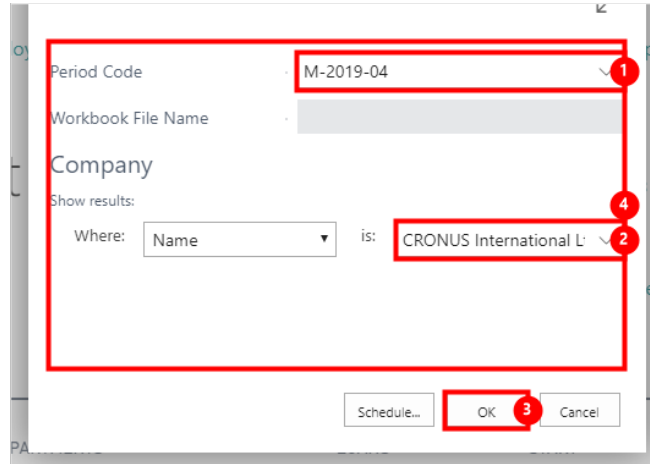 Period Code M-2019-04 1
Workbook File Name
Company
Show results: 4
Where: Name is: CRONUS International L 2
Schedule... OK 3 Cancel